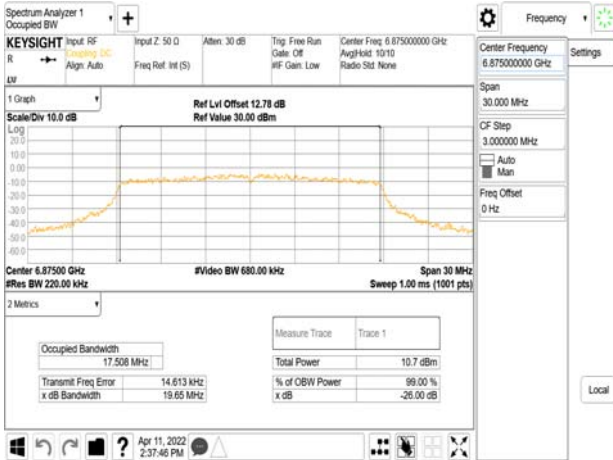 Spectrum Analyzer 1
Occupied BW
+
Frequency
KEYSIGHT
R
LVI
Input: RF
Coupling: DC
Align: Auto
Input Z: 50 Ω
Freq Ref: Int (S)
Atten: 30 dB
Trig: Free Run
Gate: Off
#IF Gain: Low
Center Freq: 6.875000000 GHz
Avg|Hold: 10/10
Radio Std: None
Center Frequency
6.875000000 GHz
Settings
Span
30.000 MHz
CF Step
3.000000 MHz
Auto
Man
Freq Offset
0 Hz
Local
1 Graph
Scale/Div 10.0 dB
Ref Lvl Offset 12.78 dB
Ref Value 30.00 dBm
Log
20.0
10.0
0.00
-10.0
-20.0
-30.0
-40.0
-50.0
-60.0
Center 6.87500 GHz
#Res BW 220.00 kHz
#Video BW 680.00 kHz
Span 30 MHz
Sweep 1.00 ms (1001 pts)
2 Metrics
Measure Trace Trace 1
Occupied Bandwidth
17.508 MHz
Total Power 10.7 dBm
Transmit Freq Error 14.613 kHz
% of OBW Power 99.00 %
x dB Bandwidth 19.65 MHz
x dB -26.00 dB
?
Apr 11, 2022
2:37:46 PM